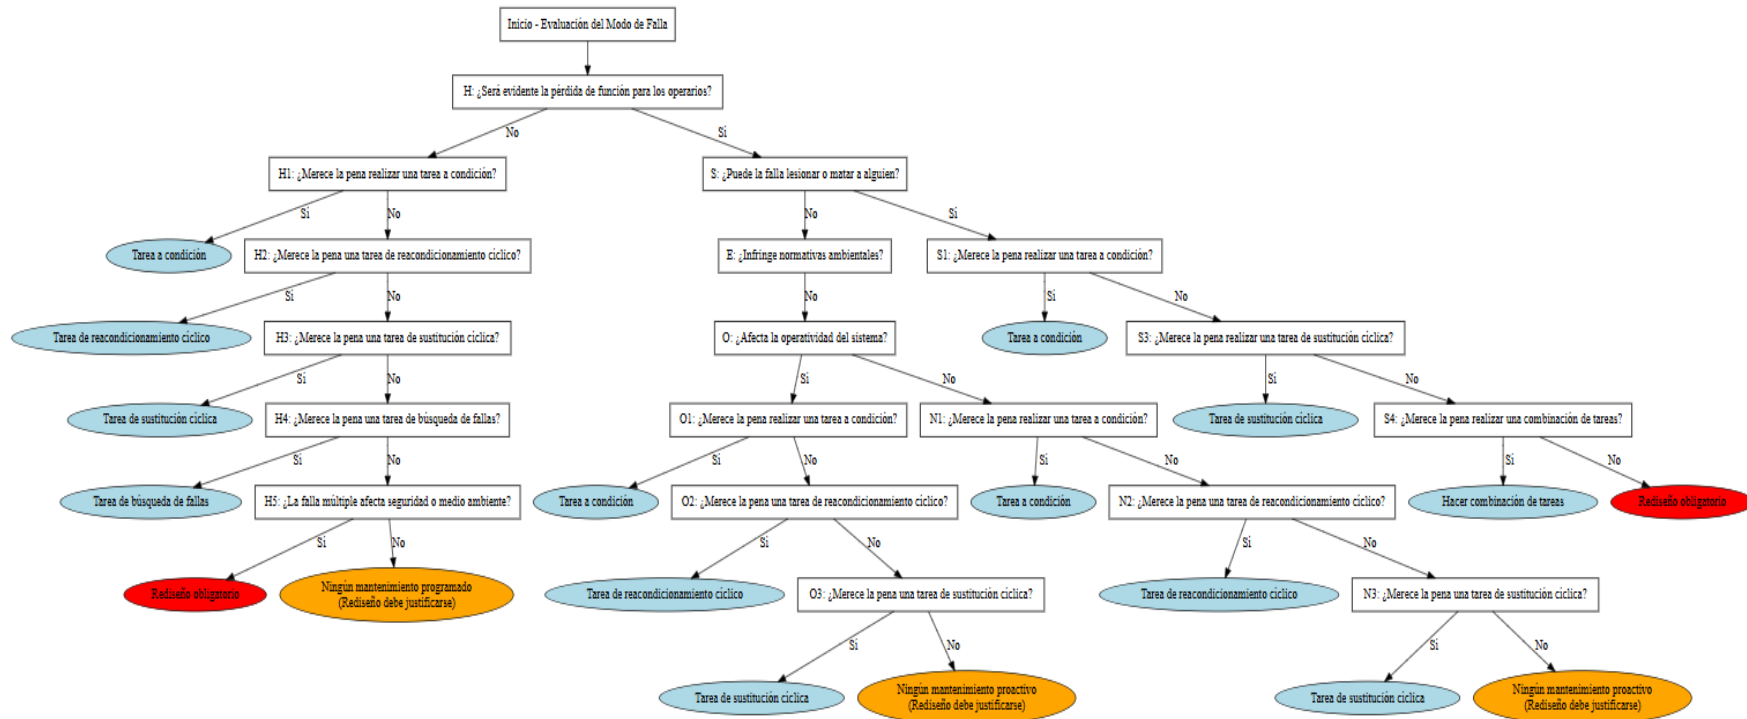 Inicio - Evaluación del Modo de Falla
H: ¿Será evidente la pérdida de función para los operarios?
No
Sí
H1: ¿Merece la pena realizar una tarea a condición?
S: ¿Puede la falla lesionar o matar a alguien?
Sí
No
No
Sí
Tarea a condición
H2: ¿Merece la pena una tarea de reacondicionamiento cíclico?
E: ¿Infringe normativas ambientales?
S1: ¿Merece la pena realizar una tarea a condición?
Sí
No
No
Sí
No
Tarea de reacondicionamiento cíclico
H3: ¿Merece la pena una tarea de sustitución cíclica?
O: ¿Afecta la operatividad del sistema?
Tarea a condición
S3: ¿Merece la pena realizar una tarea de sustitución cíclica?
Sí
No
Sí
No
Sí
No
Tarea de sustitución cíclica
H4: ¿Merece la pena una tarea de búsqueda de fallas?
O1: ¿Merece la pena realizar una tarea a condición?
N1: ¿Merece la pena realizar una tarea a condición?
Tarea de sustitución cíclica
S4: ¿Merece la pena realizar una combinación de tareas?
Sí
No
Sí
No
Sí
No
Sí
No
Tarea de búsqueda de fallas
H5: ¿La falla múltiple afecta seguridad o medio ambiente?
Tarea a condición
O2: ¿Merece la pena una tarea de reacondicionamiento cíclico?
Tarea a condición
N2: ¿Merece la pena una tarea de reacondicionamiento cíclico?
Hacer combinación de tareas
Rediseño obligatorio
Sí
No
Sí
No
Sí
No
Rediseño obligatorio
Ningún mantenimiento programado
(Rediseño debe justificarse)
Tarea de reacondicionamiento cíclico
O3: ¿Merece la pena una tarea de sustitución cíclica?
Tarea de reacondicionamiento cíclico
N3: ¿Merece la pena una tarea de sustitución cíclica?
Sí
No
Sí
No
Tarea de sustitución cíclica
Ningún mantenimiento proactivo
(Rediseño debe justificarse)
Tarea de sustitución cíclica
Ningún mantenimiento proactivo
(Rediseño debe justificarse)